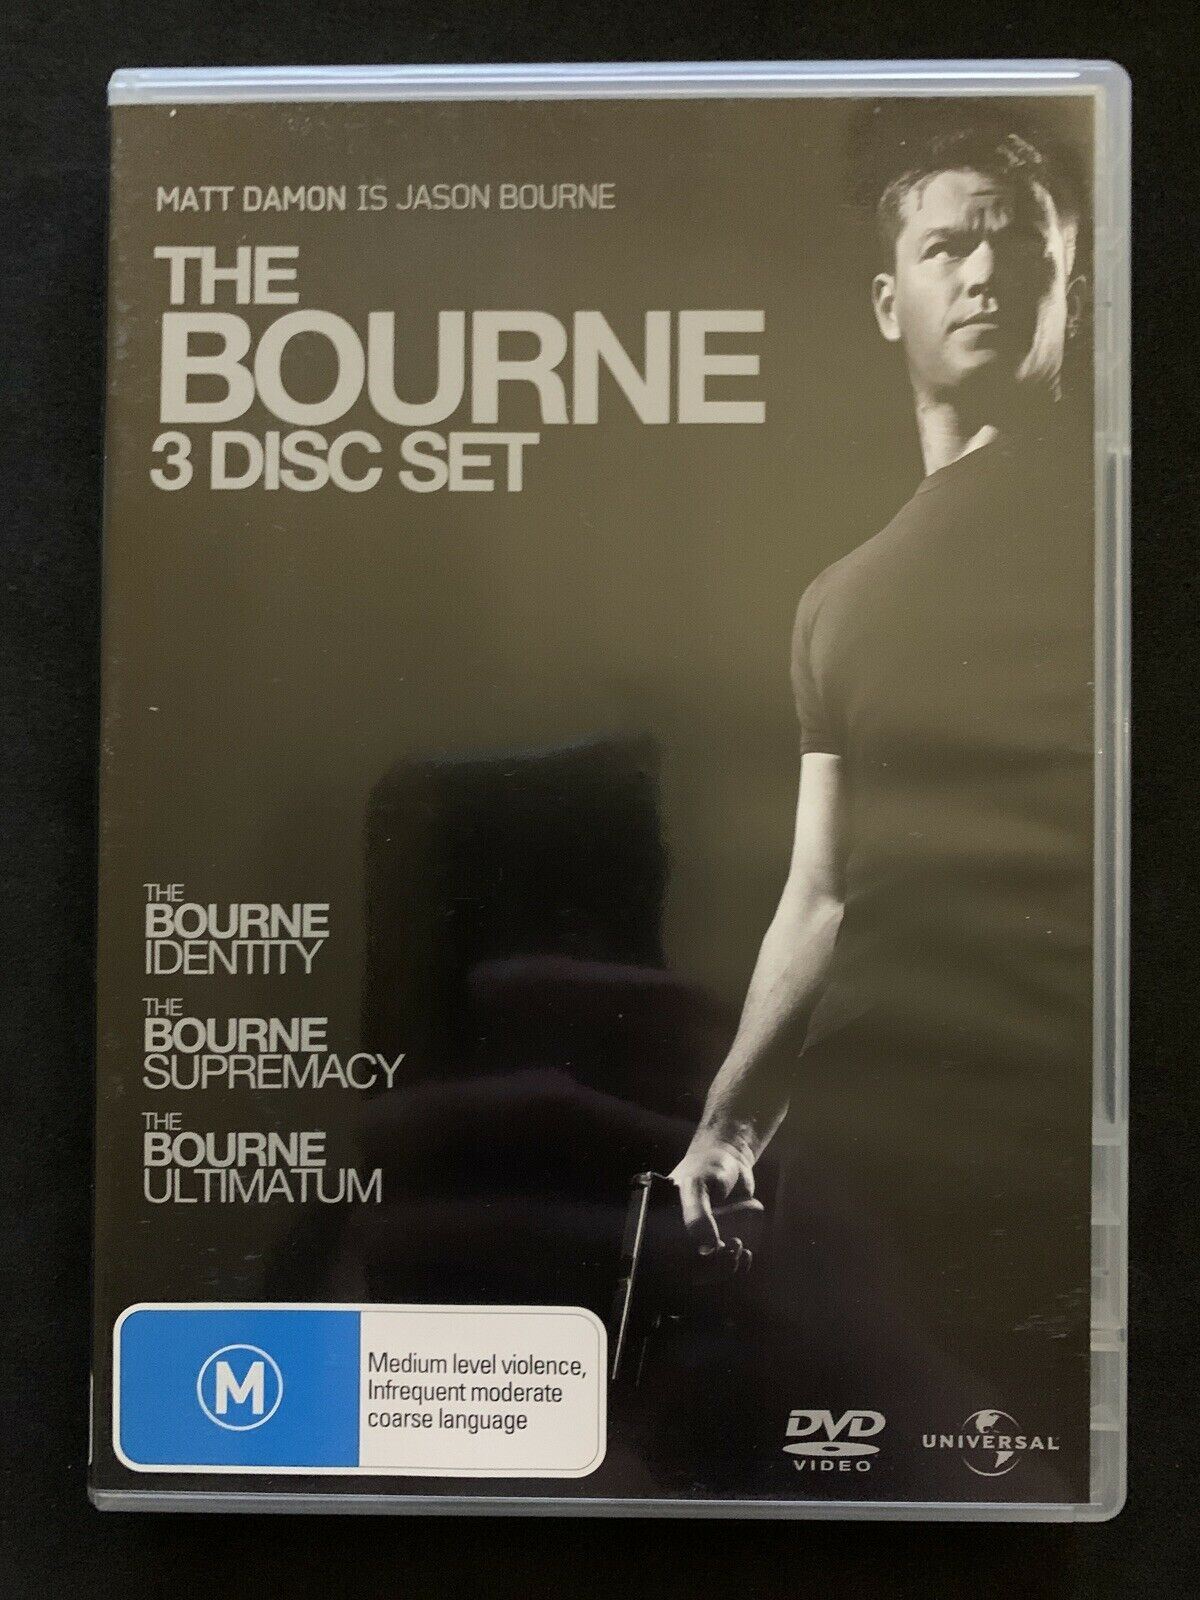 MATT DAMON IS JASON BOURNE
THE
BOURNE
3 DISC SET
THE
BOURNE
IDENTITY
THE
BOURNE
SUPREMACY
THE
BOURNE
ULTIMATUM
M
Medium level violence,
Infrequent moderate
coarse language
DVD
VIDEO
UNIVERSAL